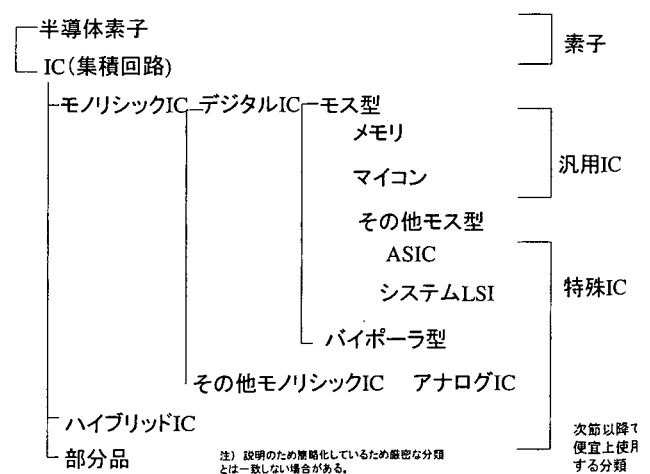 半導体素子
素子
IC(集積回路)
モノリシックIC デジタルIC モス型
メモリ
汎用IC
マイコン
その他モス型
ASIC
特殊IC
システムLSI
バイポーラ型
その他モノリシックIC アナログIC
ハイブリッドIC
部分品
注) 説明のため簡略化しているため厳密な分類
とは一致しない場合がある。
次節以降で
便宜上使用
する分類